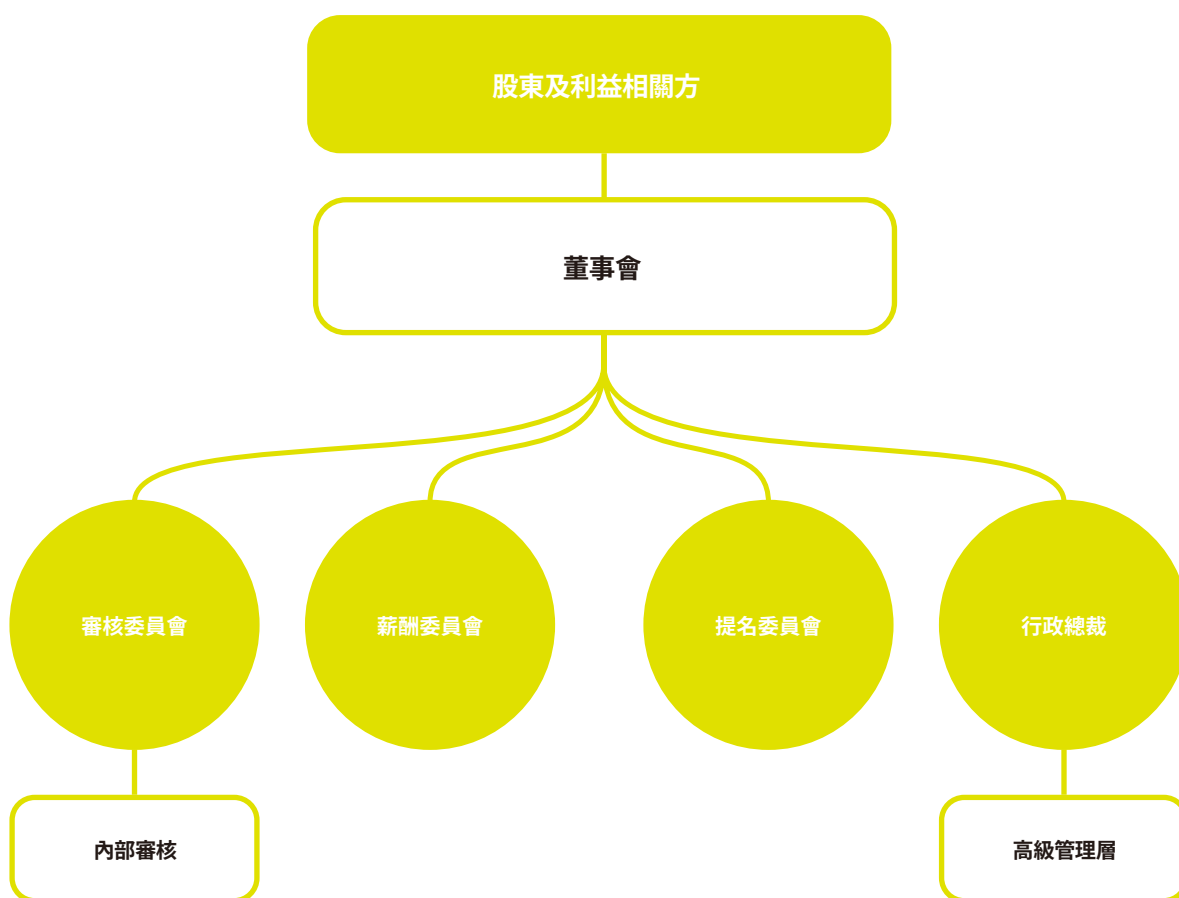 股東及利益相關方
董事會
審核委員會
薪酬委員會
提名委員會
行政總裁
內部審核
高級管理層